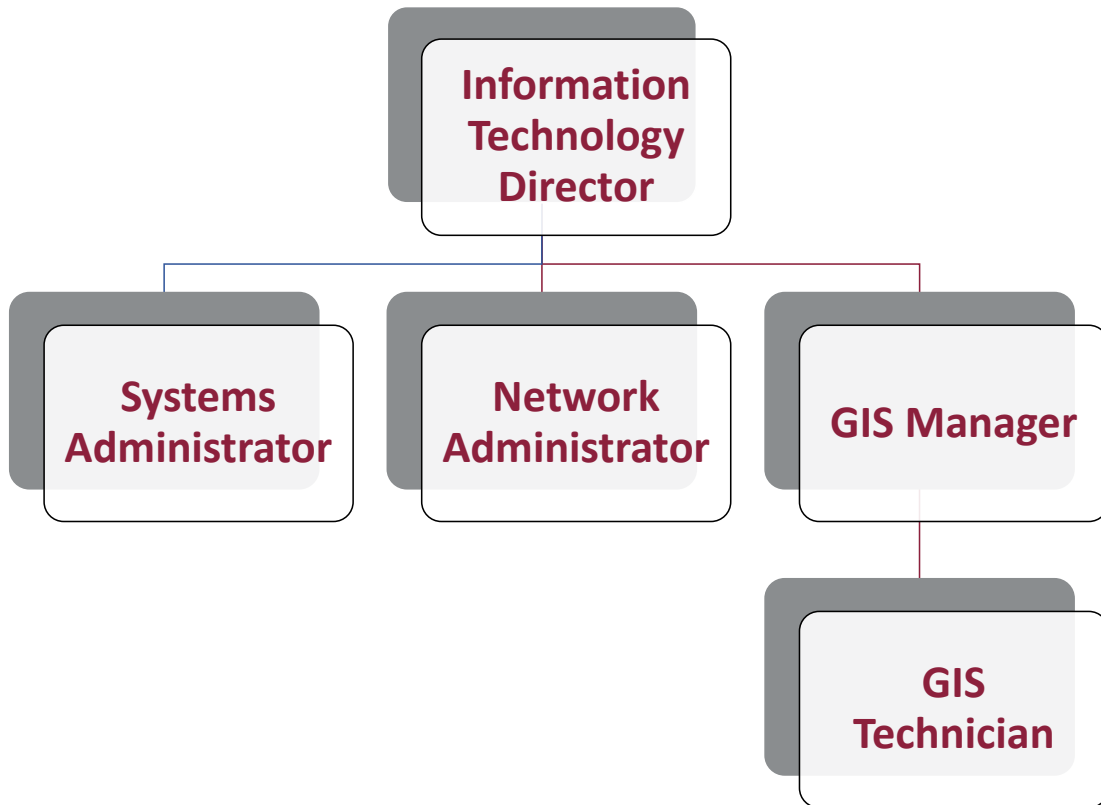 Information
Technology
Director
Systems
Administrator
Network
Administrator
GIS Manager
GIS
Technician